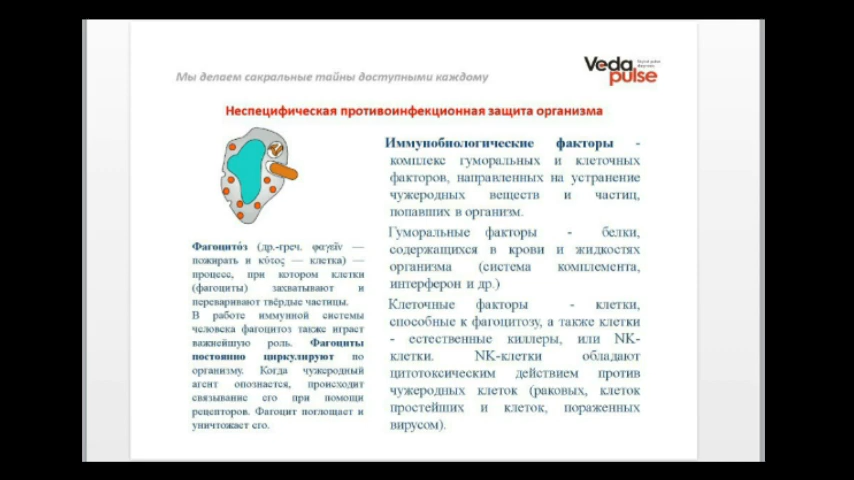 Мы делаем сакральные тайны доступными каждому
Veda
pulse
Неспецифическая противоинфекционная защита организма
Фагоцито́з (др.-греч. φαγεῖν —
пожирать и κύτος — клетка) —
процесс, при котором клетки
(фагоциты) захватывают и
переваривают твёрдые частицы.
В работе иммунной системы
человека фагоцитоз также играет
важнейшую роль. Фагоциты
постоянно циркулируют по
организму. Когда чужеродный
агент опознается, происходит
связывание его при помощи
рецепторов. Фагоцит поглощает и
уничтожает его.
Иммунобиологические факторы -
комплекс гуморальных и клеточных
факторов, направленных на устранение
чужеродных веществ и частиц,
попавших в организм.
Гуморальные факторы - белки,
содержащихся в крови и жидкостях
организма (система комплемента,
интерферон и др.)
Клеточные факторы - клетки,
способные к фагоцитозу, а также клетки
- естественные киллеры, или NK-
клетки. NK-клетки обладают
цитотоксическим действием против
чужеродных клеток (раковых, клеток
простейших и клеток, пораженных
вирусом).